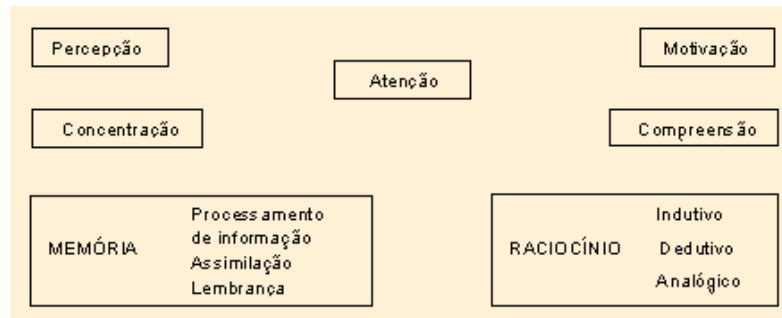 Percepção
Motivação
Atenção
Concentração
Compreensão
MEMÓRIA
Processamento
de informação
Assimilação
Lembrança
RACIOCÍNIO
Indutivo
Dedutivo
Analógico